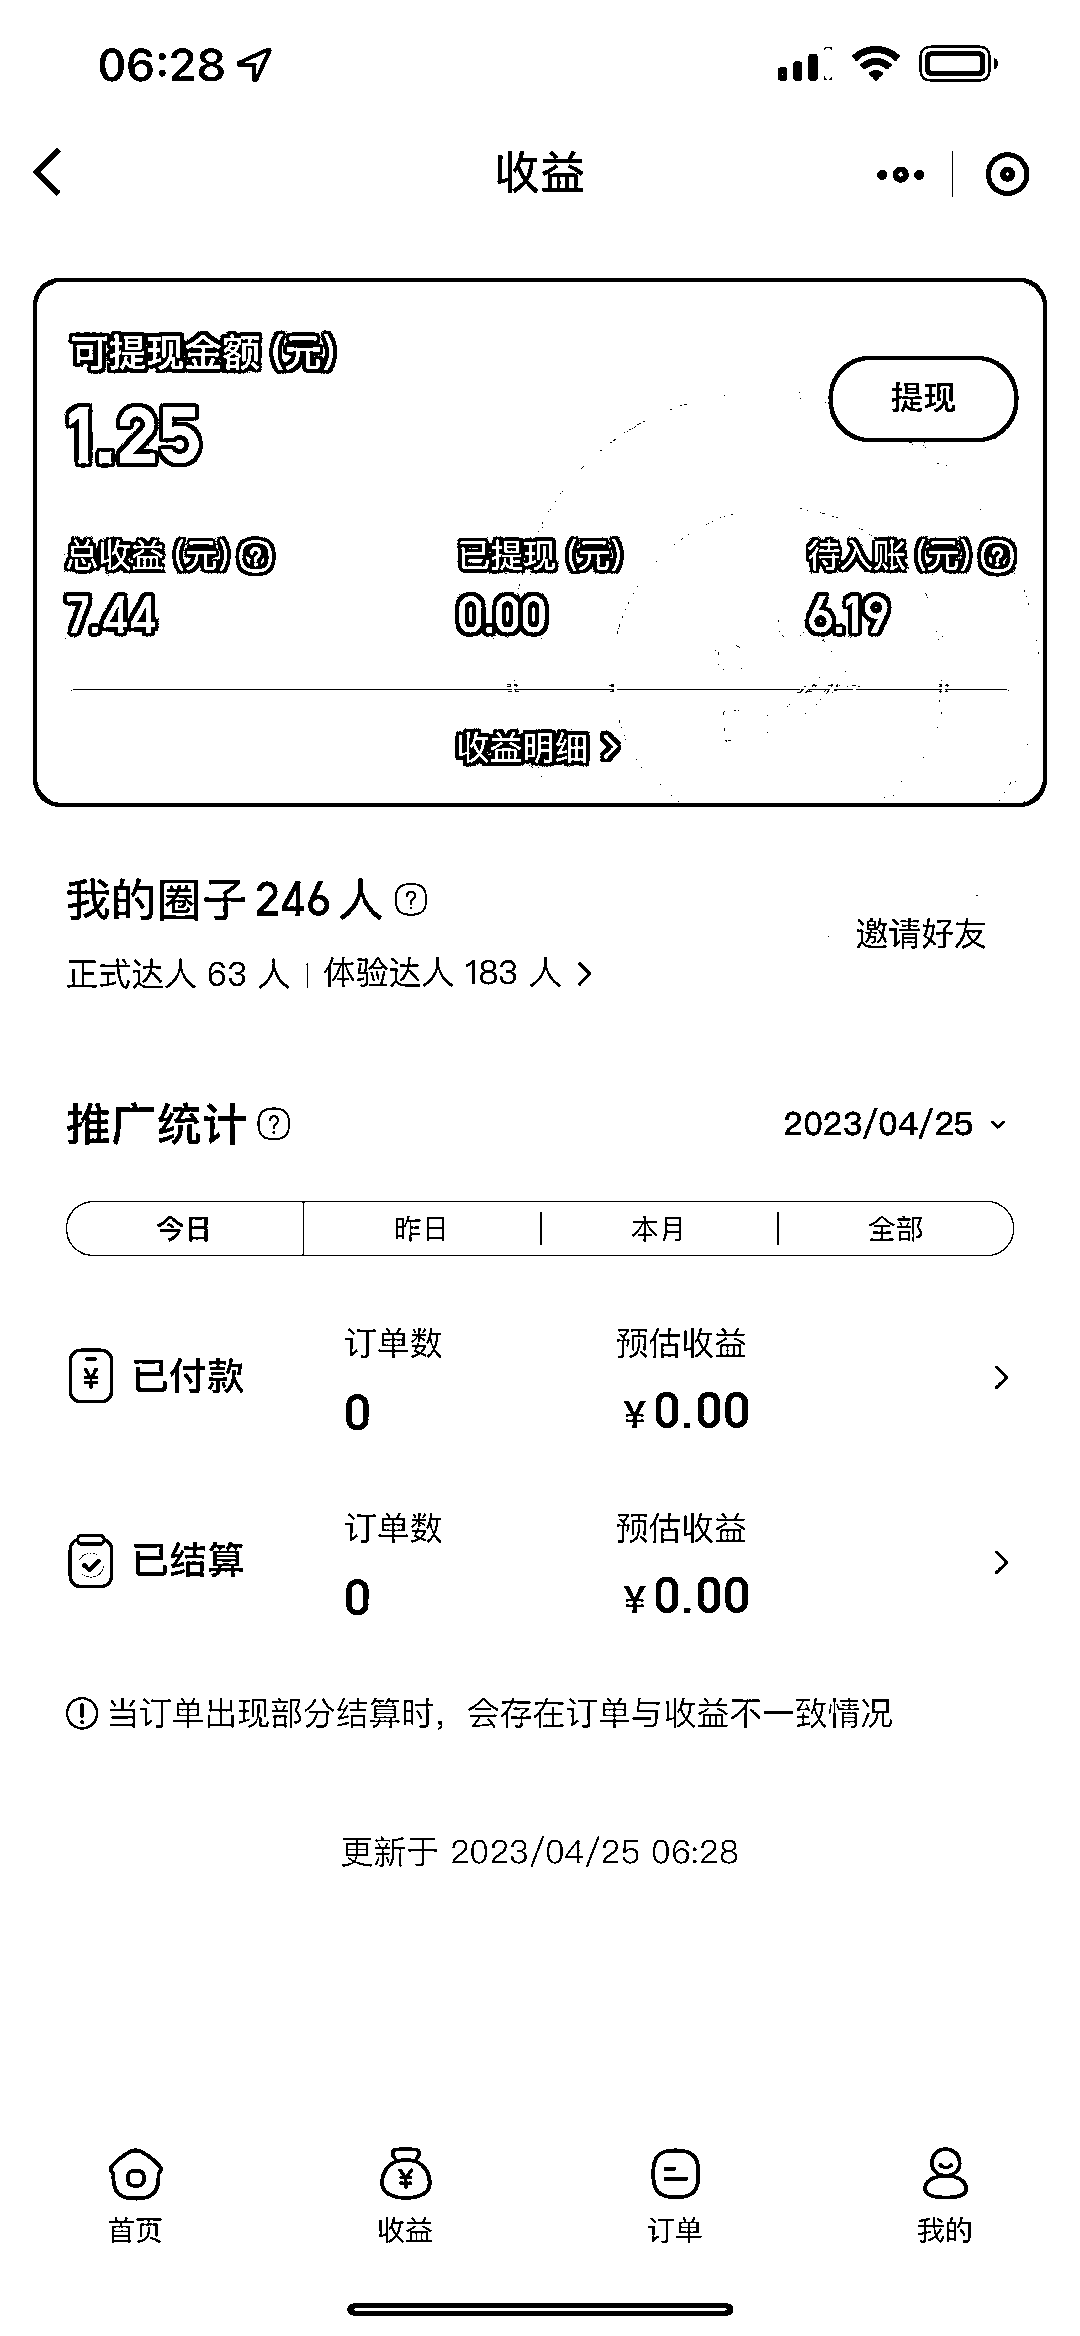 06:28
收益
可提现金额 (元)
1.25
提现
总收益 (元) ?
已提现 (元)
待入账 (元) ?
7.44
0.00
6.19
收益明细 >
我的圈子 246 人 ?
邀请好友
正式达人 63 人 | 体验达人 183 人 >
推广统计 ?
2023/04/25
今日
昨日
本月
全部
已付款
订单数
预估收益
0
¥0.00
已结算
订单数
预估收益
0
¥0.00
当订单出现部分结算时，会存在订单与收益不一致情况
更新于 2023/04/25 06:28
首页
收益
订单
我的